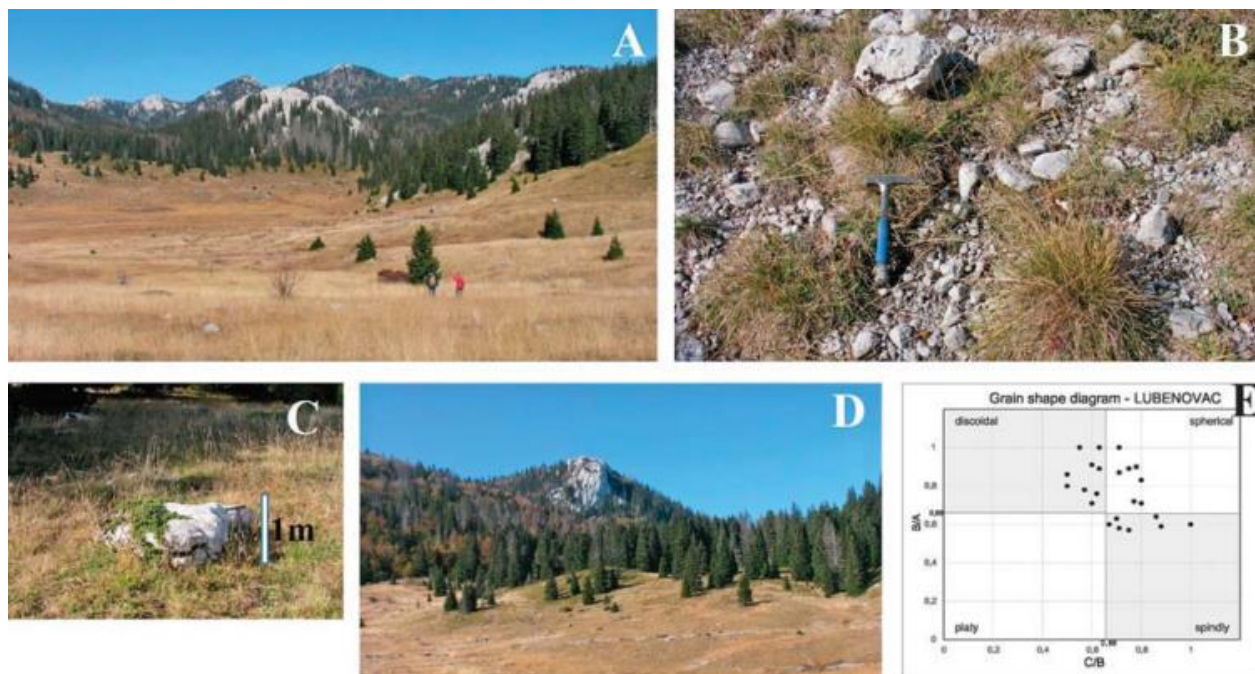 A
B
C
1m
D
E
Grain shape diagram - LUBENOVAC
discoidal
spherical
1
0,8
B/A
0,6
0,4
0,2
platy
spindly
0
0
0,2
0,4
0,6
0,8
1
C/B